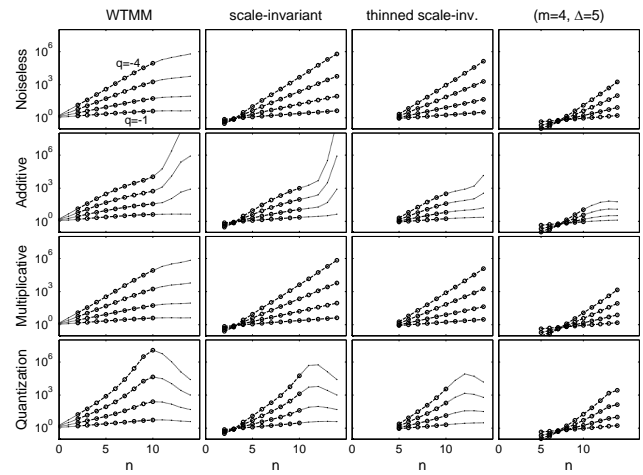 WTMM scale-invariant thinned scale-inv. (m=4, Δ=5)
Noiseless
10^6
10^3
10^0
q=-4
q=-1
Additive
10^6
10^3
10^0
Multiplicative
10^6
10^3
10^0
Quantization
10^6
10^3
10^0
0 5 10 0 5 10 0 5 10 0 5 10
n n n n